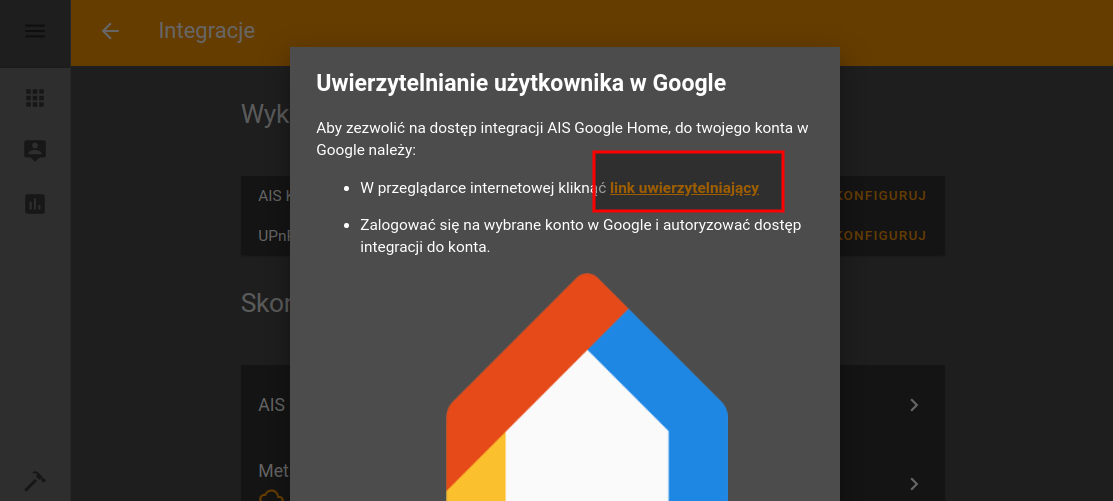 Integracje
Uwierzytelnianie użytkownika w Google
Aby zezwolić na dostęp integracji AIS Google Home, do twojego konta w
Google należy:
W przeglądarce internetowej kliknąć link uwierzytelniający
Zalogować się na wybrane konto w Google i autoryzować dostęp
integracji do konta.
Wyk
AIS K
KONFIGURUJ
UPnP
KONFIGURUJ
Skon
AIS
Met